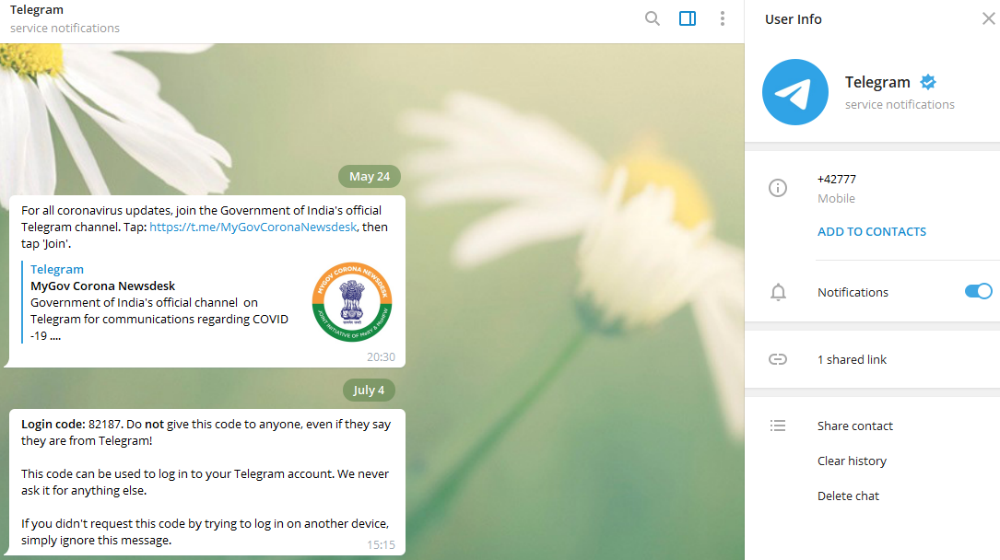 Telegram
service notifications
May 24
For all coronavirus updates, join the Government of India's official
Telegram channel. Tap: https://t.me/MyGovCoronaNewsdesk, then
tap 'Join'.
Telegram
MyGov Corona Newsdesk
Government of India's official channel on
Telegram for communications regarding COVID
-19 ....
MYGOV CORONA NEWSDESK
JOINT INITIATIVE OF MeitY & MoHFW
20:30
July 4
Login code: 82187. Do not give this code to anyone, even if they say
they are from Telegram!
This code can be used to log in to your Telegram account. We never
ask it for anything else.
If you didn't request this code by trying to log in on another device,
simply ignore this message.
15:15
User Info
Telegram
service notifications
+42777
Mobile
ADD TO CONTACTS
Notifications
1 shared link
Share contact
Clear history
Delete chat